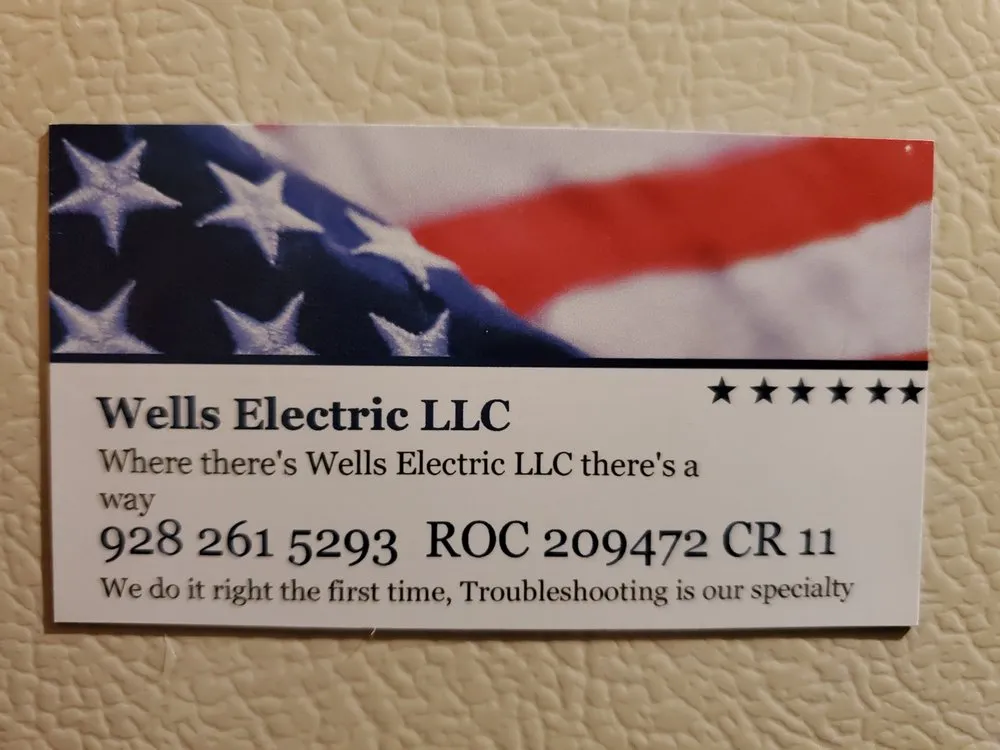 Wells Electric LLC
Where there's Wells Electric LLC there's a
way
928 261 5293 ROC 209472 CR 11
We do it right the first time, Troubleshooting is our specialty